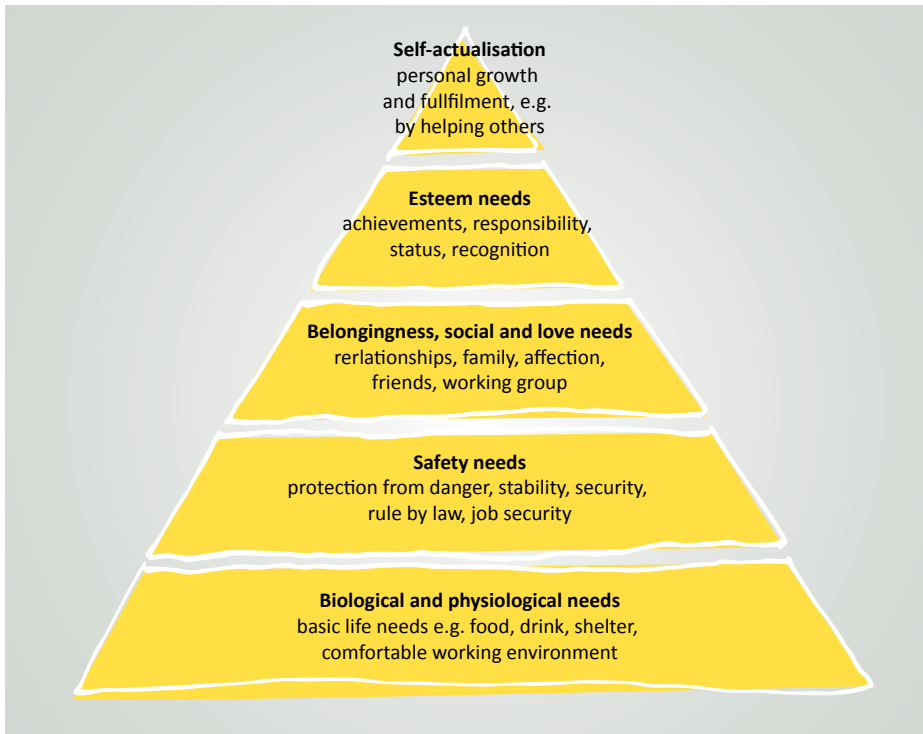 Self-actualisation
personal growth
and fullfilment, e.g.
by helping others
Esteem needs
achievements, responsibility,
status, recognition
Belongingness, social and love needs
rerlationships, family, affection,
friends, working group
Safety needs
protection from danger, stability, security,
rule by law, job security
Biological and physiological needs
basic life needs e.g. food, drink, shelter,
comfortable working environment